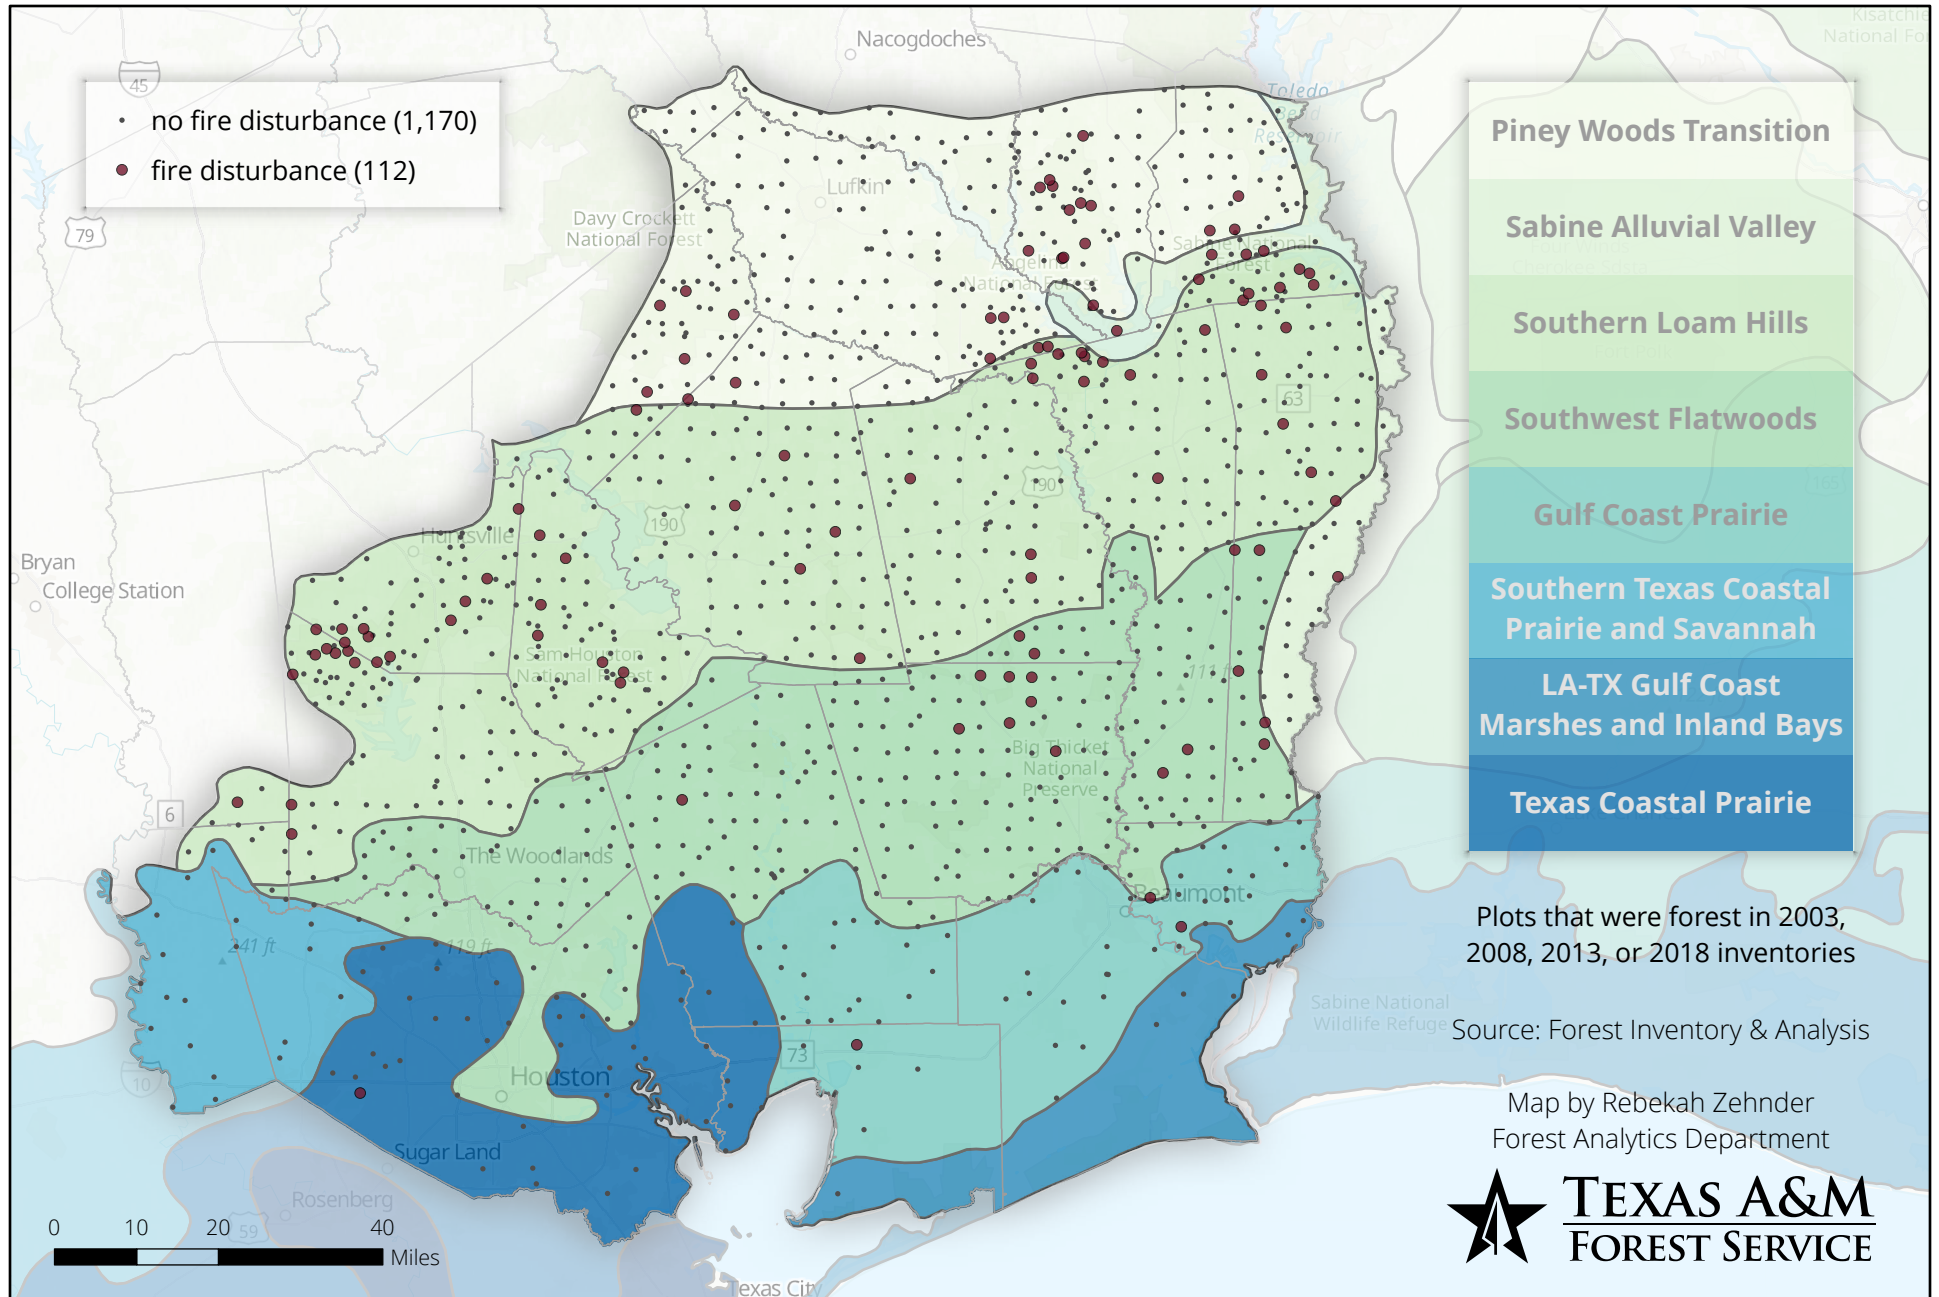 Nacogdoches
Kisatchie
National For
45
no fire disturbance (1,170)
fire disturbance (112)
Toledo
Bend
Reservoir
Piney Woods Transition
Lufkin
79
Davy Crockett
National Forest
Sabine National
Forest
Angelina
National Forest
Sabine Alluvial Valley
Southern Loam Hills
63
Southwest Flatwoods
190
190
165
Gulf Coast Prairie
Huntsville
Bryan
College Station
Southern Texas Coastal
Prairie and Savannah
Sam Houston
National Forest
111 ft
LA-TX Gulf Coast
Marshes and Inland Bays
Big Thicket
National
Preserve
6
Texas Coastal Prairie
The Woodlands
Beaumont
241 ft
119 ft
Plots that were forest in 2003,
2008, 2013, or 2018 inventories
Sabine National
Wildlife Refuge
Source: Forest Inventory & Analysis
73
10
Houston
Map by Rebekah Zehnder
Forest Analytics Department
Sugar Land
Rosenberg
59
TEXAS A&M
FOREST SERVICE
0 10 20 40
Miles
Texas City